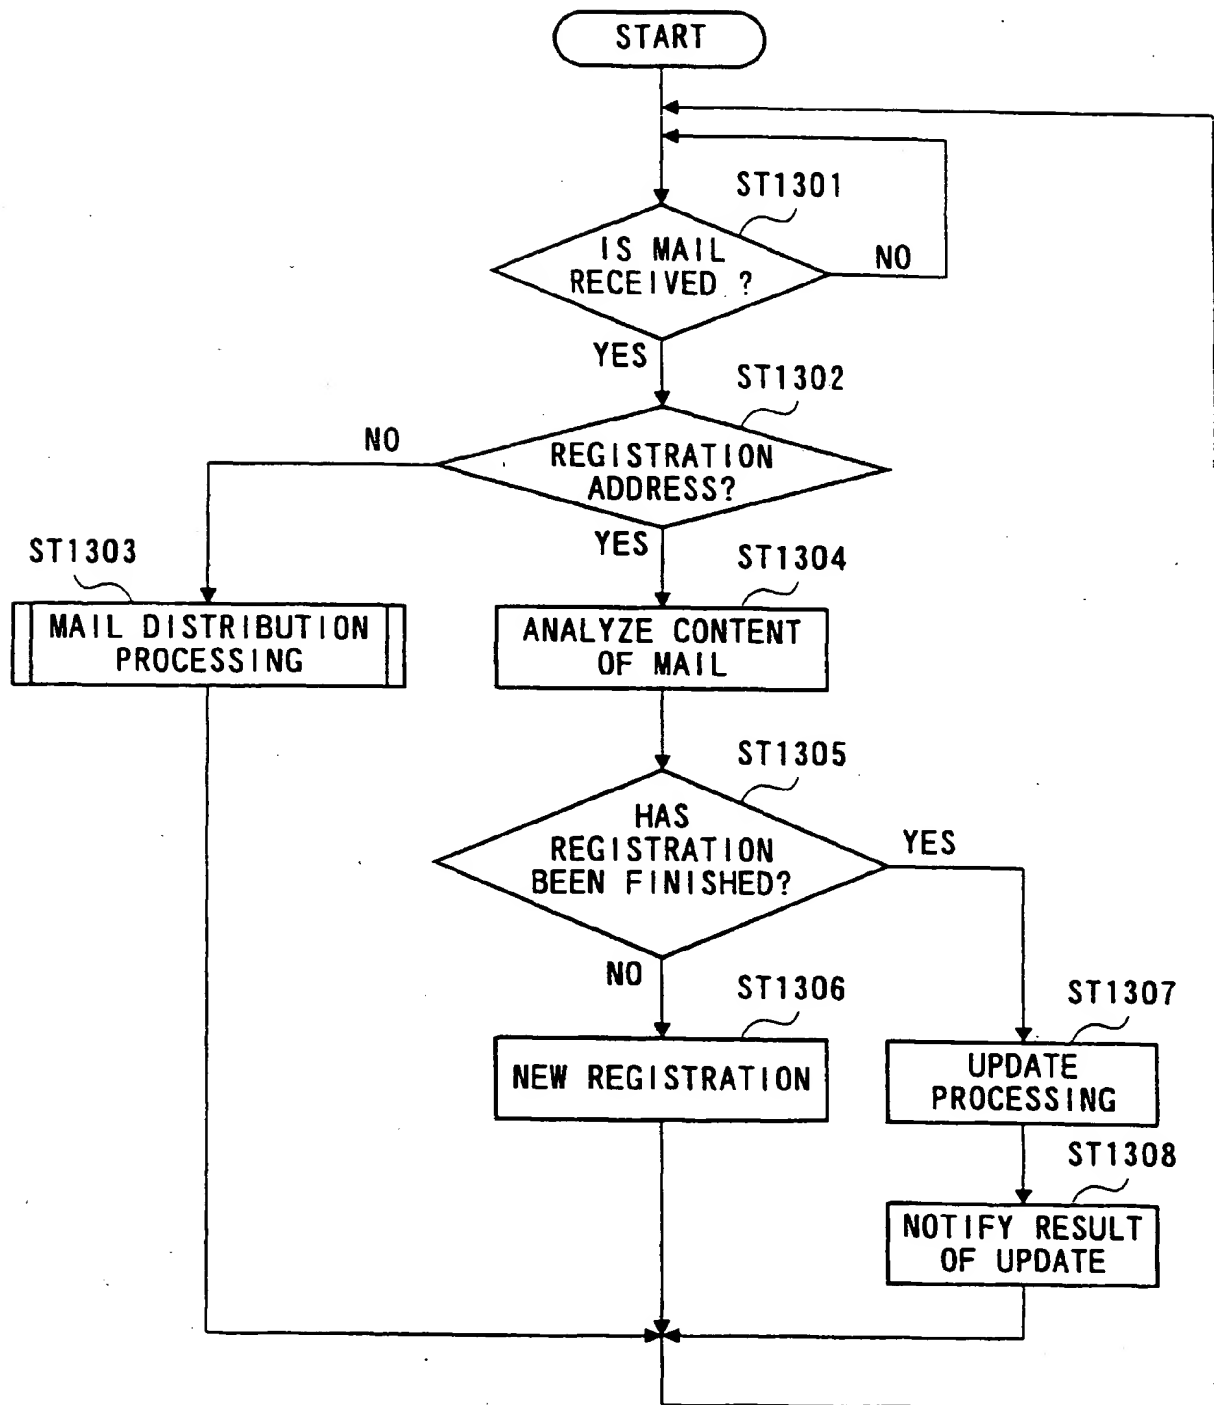 START
ST1301
IS MAIL
RECEIVED ?
NO
YES
ST1302
NO
REGISTRATION
ADDRESS?
YES
ST1303
ST1304
MAIL DISTRIBUTION
PROCESSING
ANALYZE CONTENT
OF MAIL
ST1305
HAS
REGISTRATION
BEEN FINISHED?
YES
NO
ST1306
ST1307
NEW REGISTRATION
UPDATE
PROCESSING
ST1308
NOTIFY RESULT
OF UPDATE